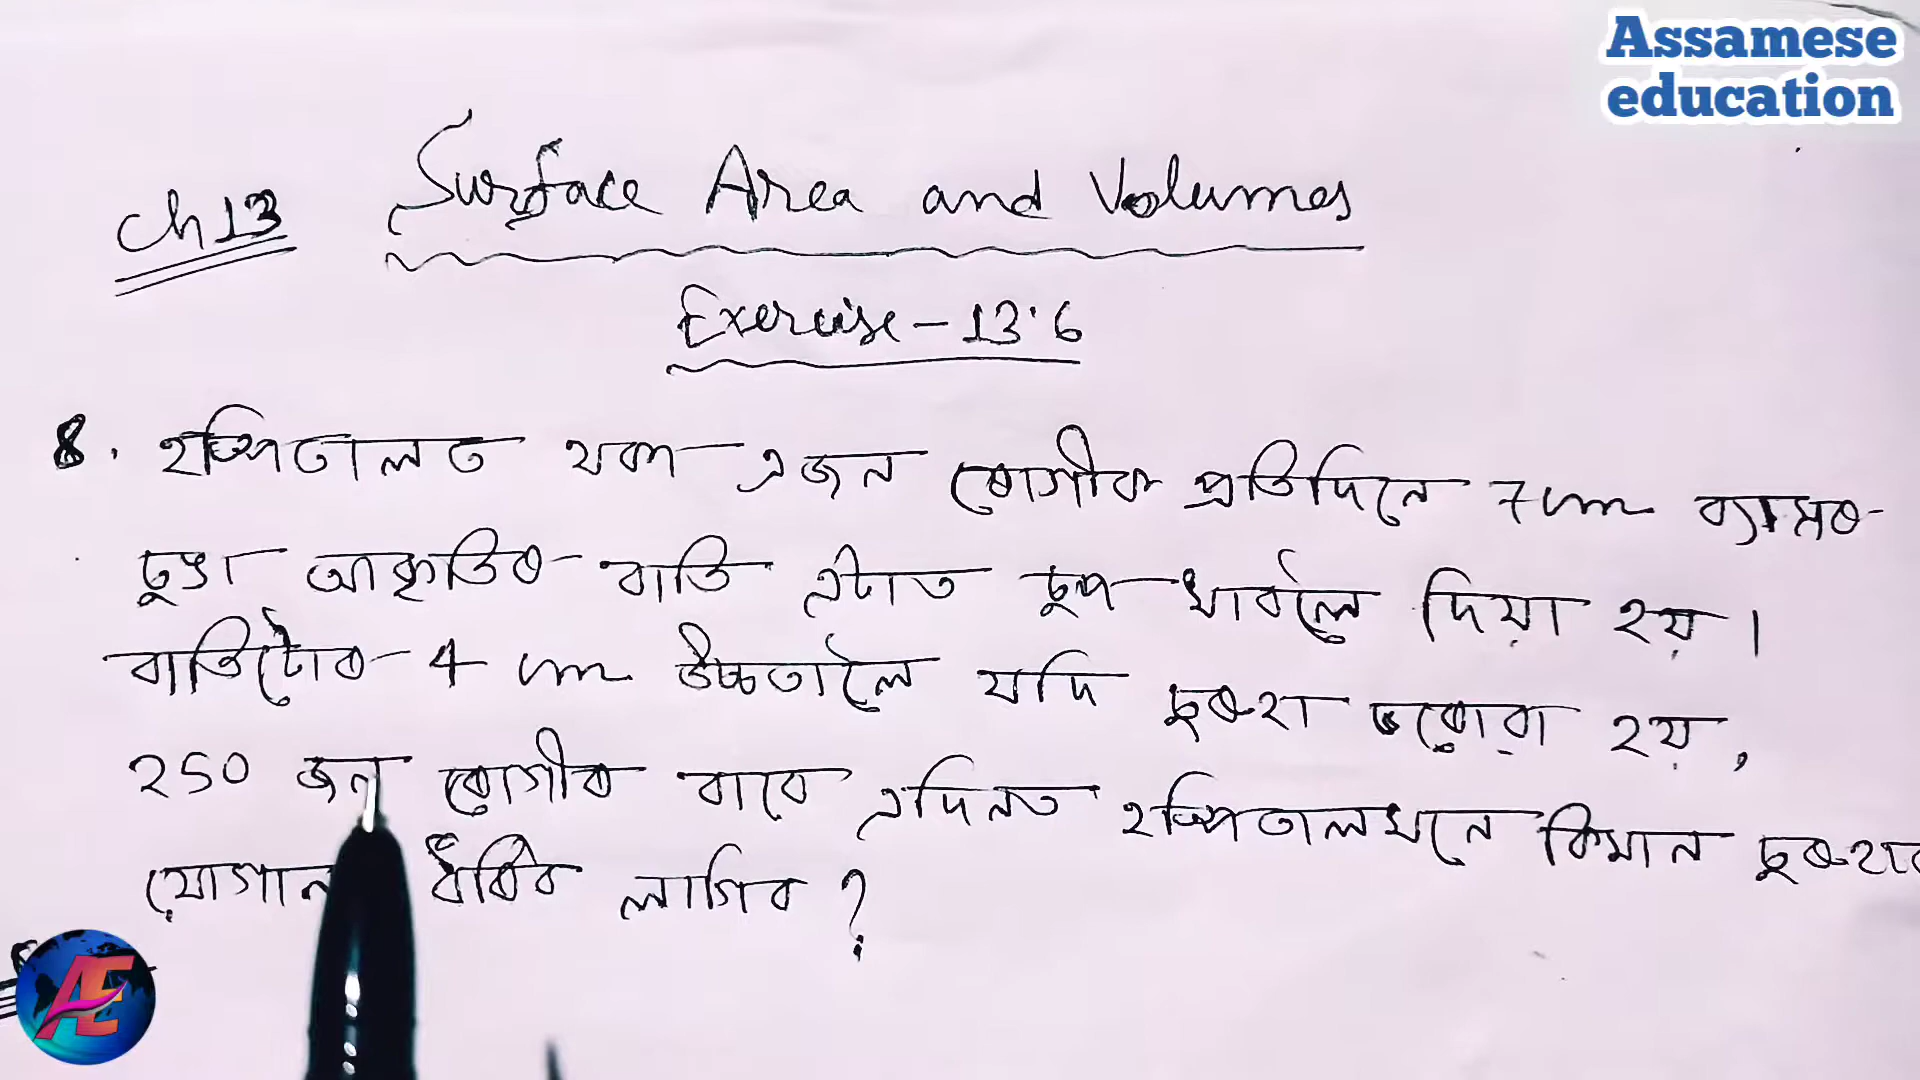 Assamese
education
Ch 13 Surface Area and Volumes
Exercise - 13.6
8. হস্পিতালত থকা এজন ৰোগীক প্ৰতিদিনে 7 cm ব্যাসৰ
চুঙা আকৃতিৰ বাতি এটাত চুপ খাবলৈ দিয়া হয়।
বাতিটোৰ 4 cm উচ্চতালৈ যদি চুৰুহা ভৰোৱা হয়,
250 জন ৰোগীৰ বাবে এদিনত হস্পিতালখনে কিমান চুৰুহাৰ
যোগান ধৰিব লাগিব?
AE